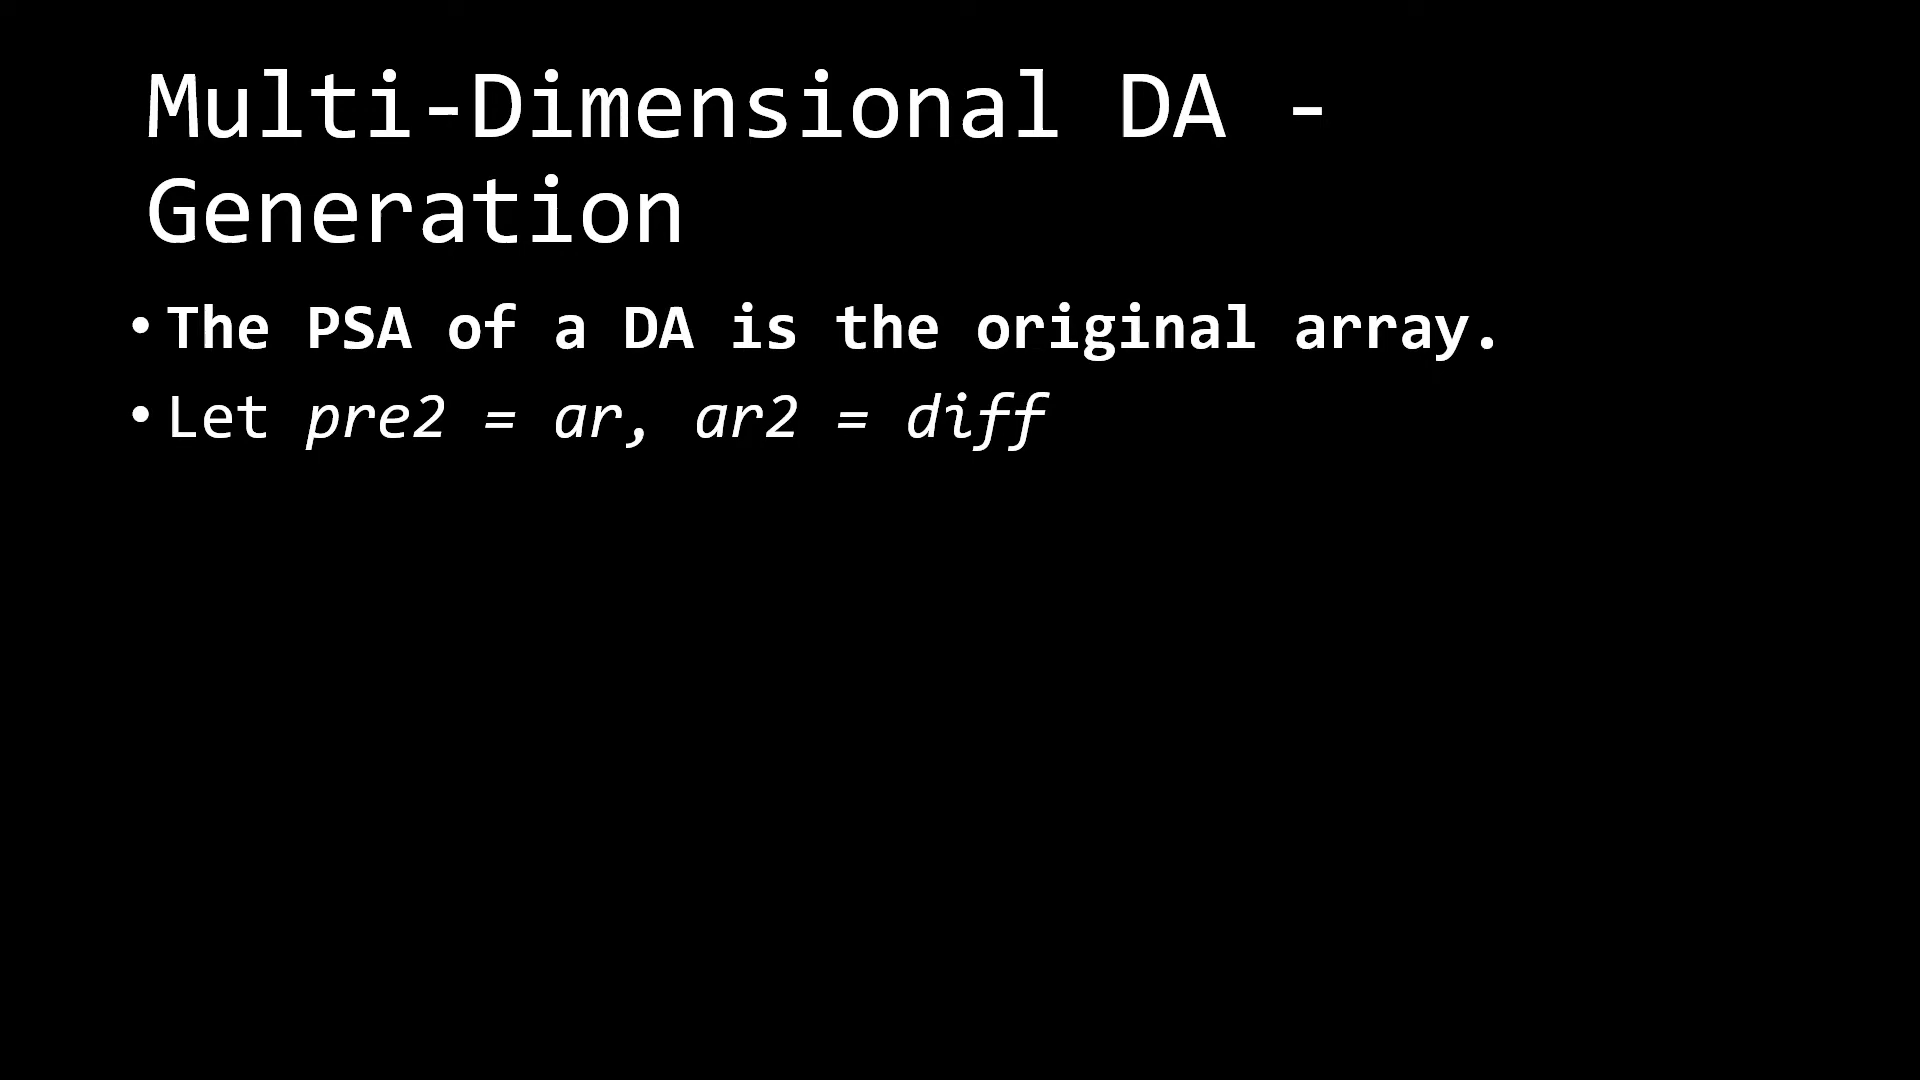 Multi-Dimensional DA -
Generation
• The PSA of a DA is the original array.
• Let pre2 = ar, ar2 = diff